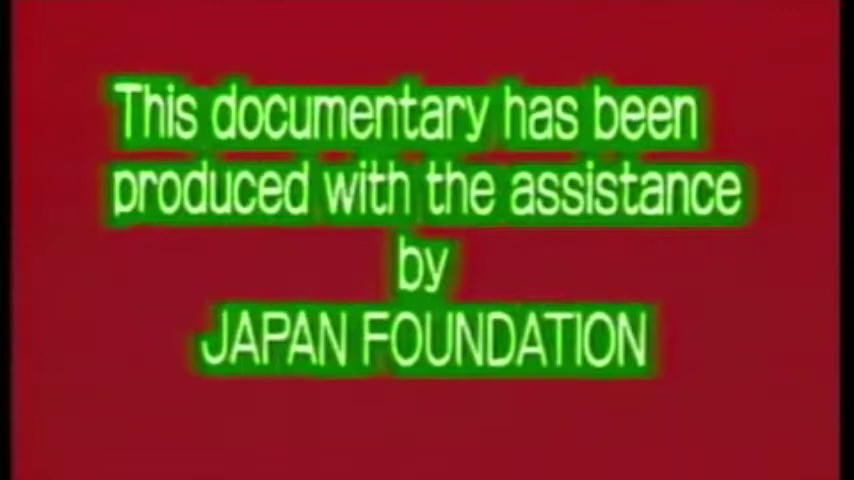 This documentary has been
produced with the assistance
by
JAPAN FOUNDATION